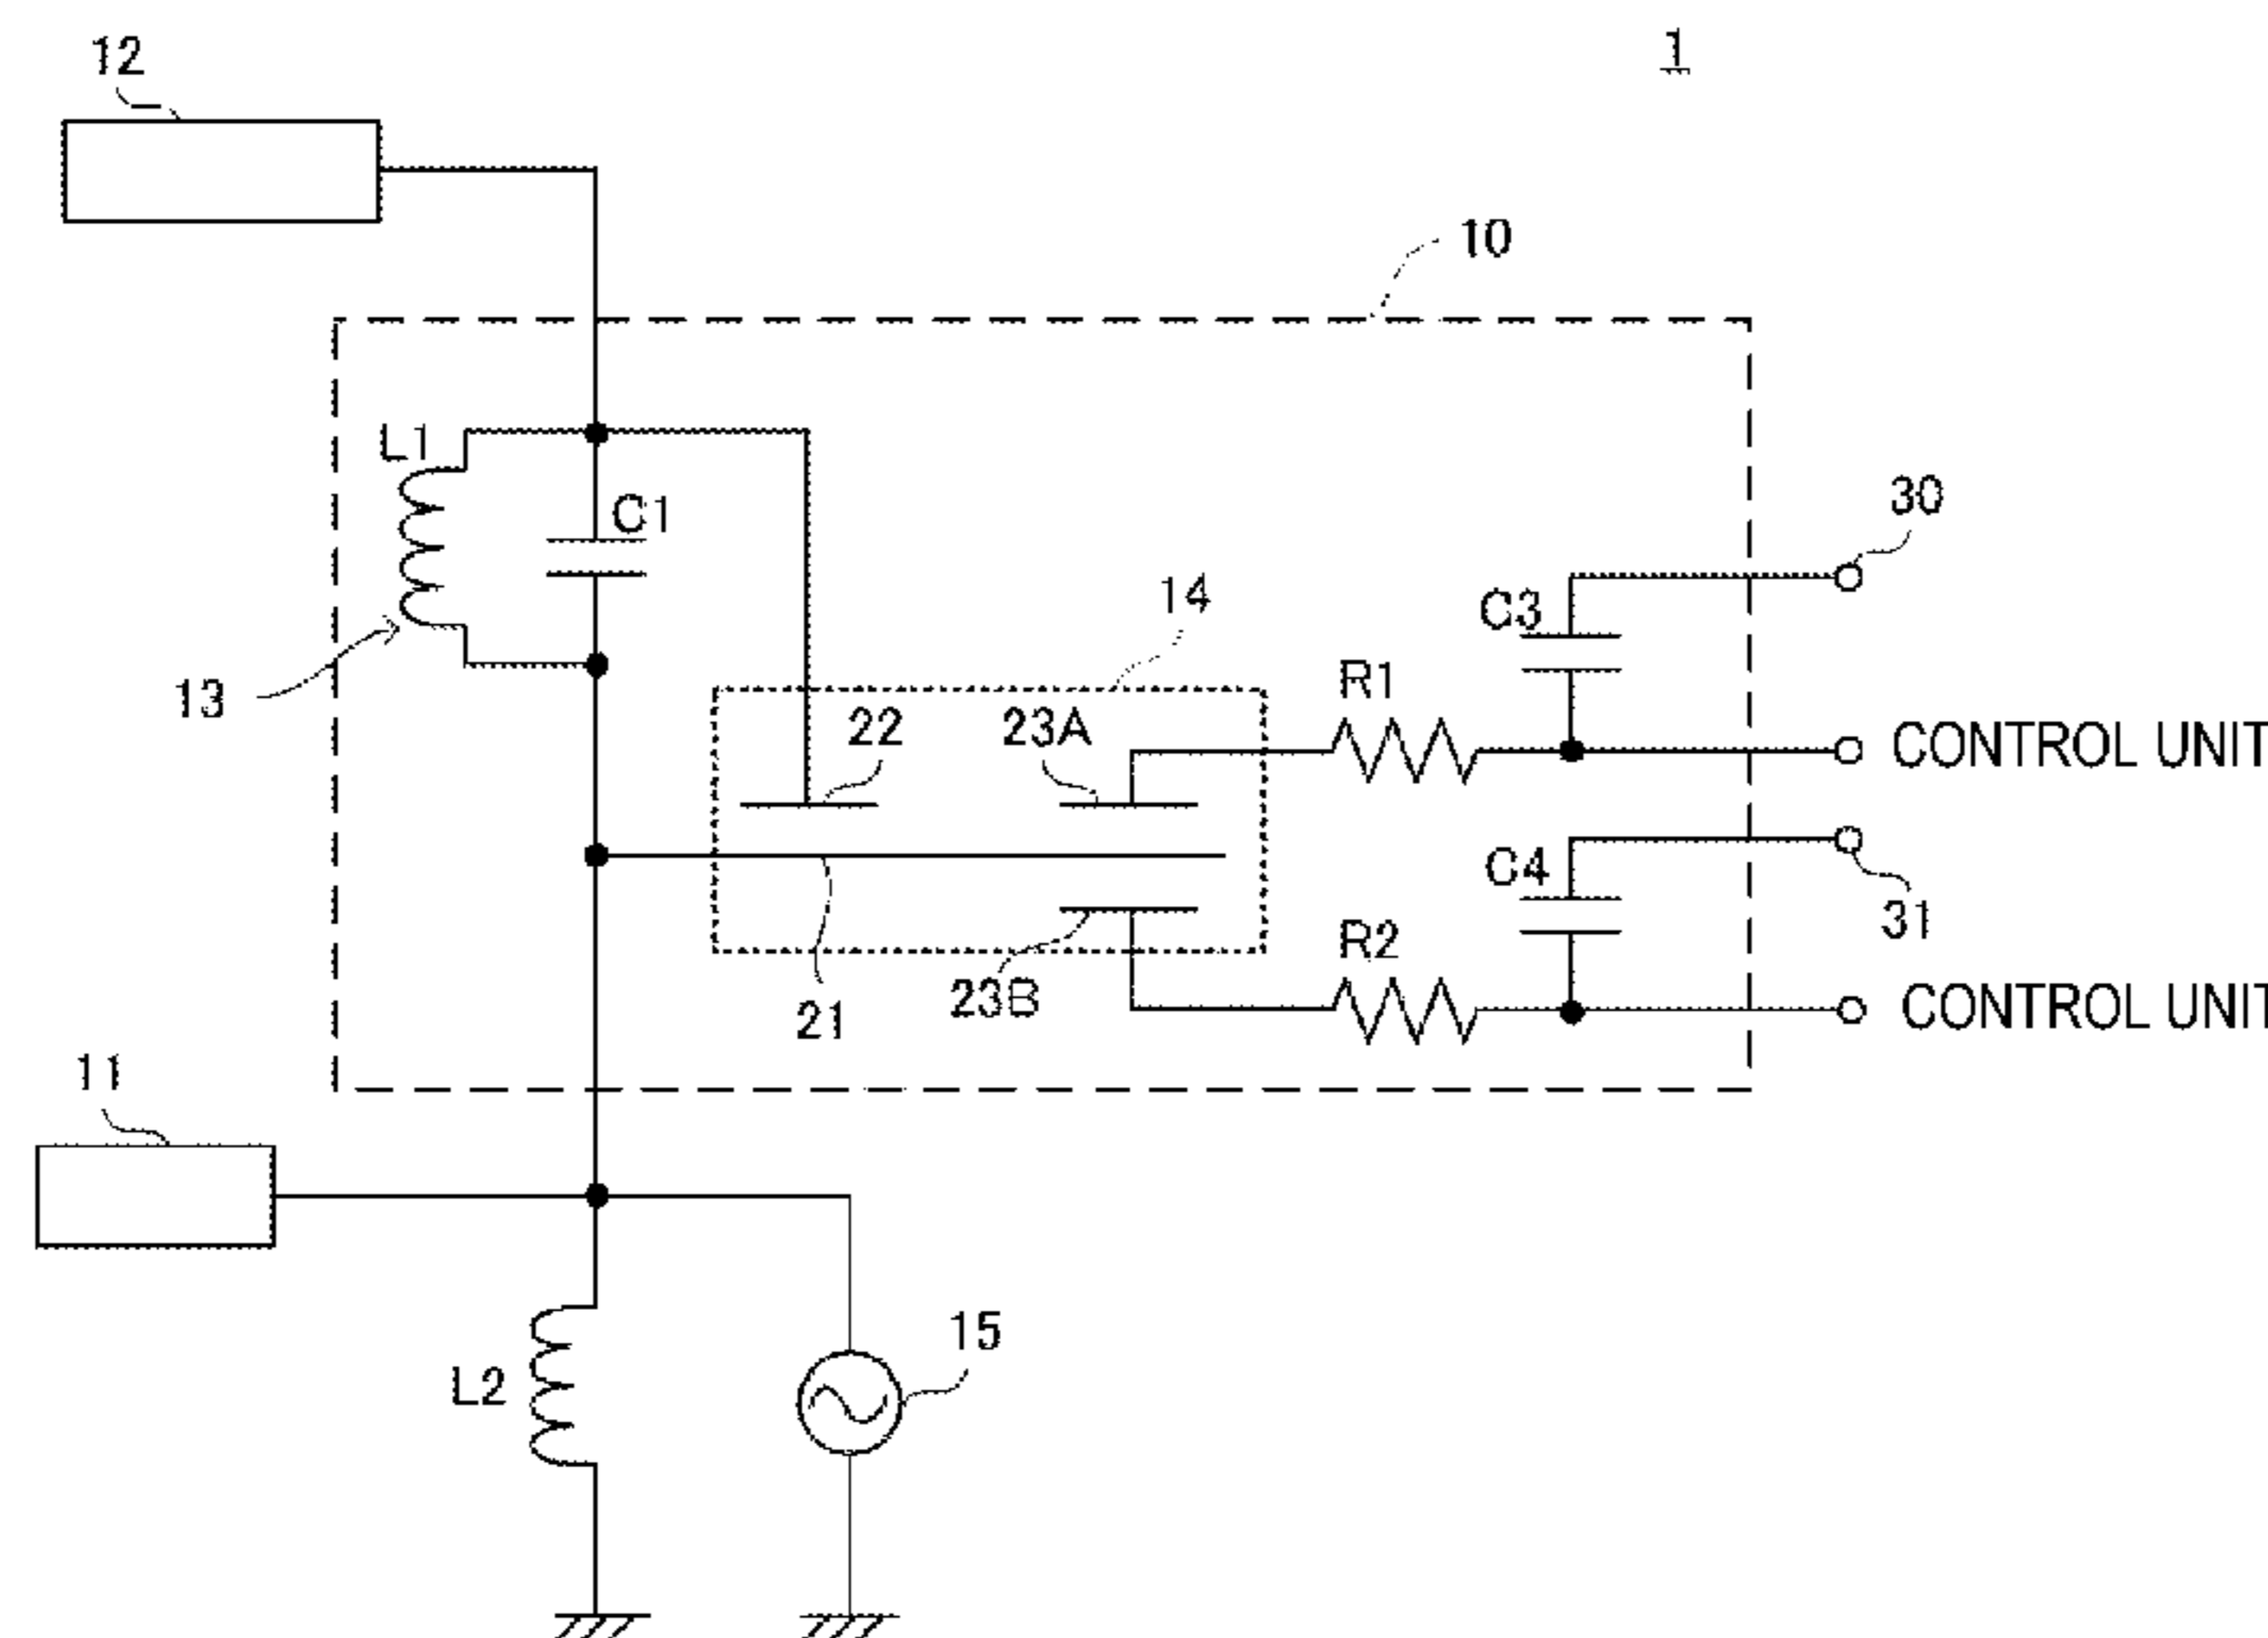 12
1
10
L1
C1
30
14
C3
13
R1
22
23A
CONTROL UNIT
C4
31
R2
23B
21
CONTROL UNIT
11
15
L2